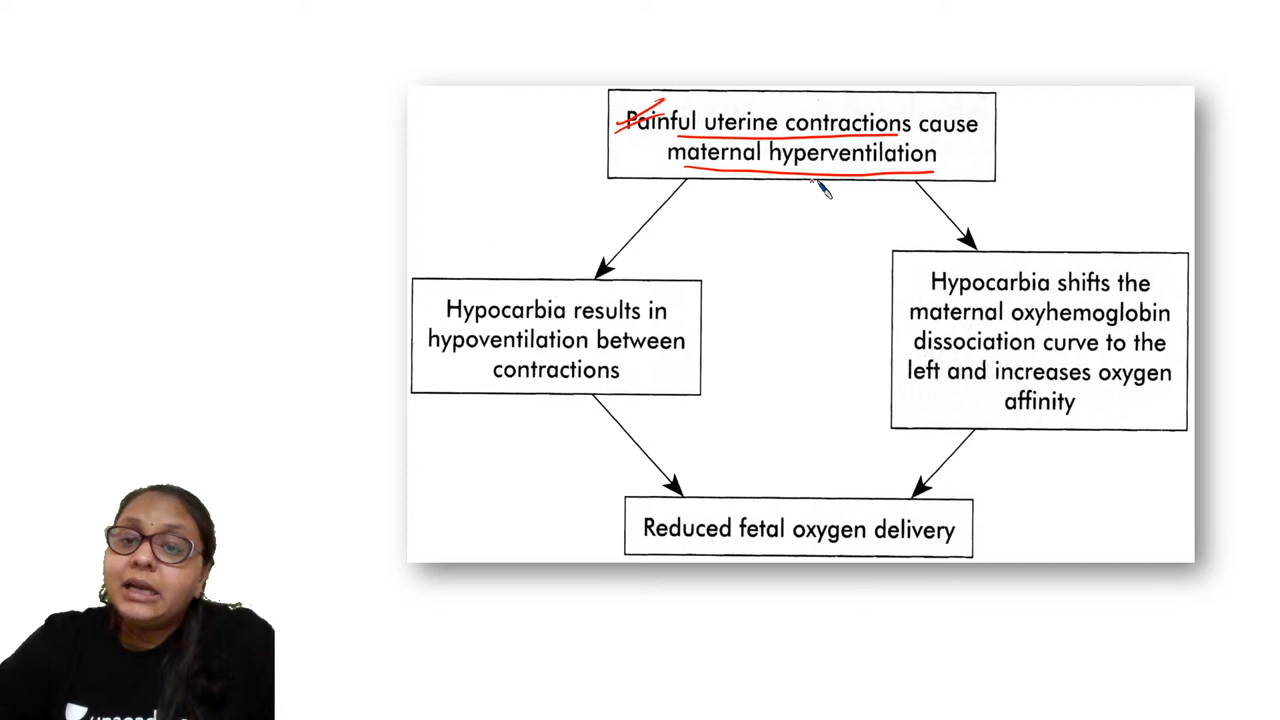 Painful uterine contractions cause
maternal hyperventilation
Hypocarbia results in
hypoventilation between
contractions
Hypocarbia shifts the
maternal oxyhemoglobin
dissociation curve to the
left and increases oxygen
affinity
Reduced fetal oxygen delivery